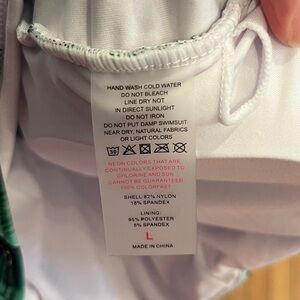 HAND WASH COLD WATER
DO NOT BLEACH
LINE DRY NOT
IN DIRECT SUNLIGHT
DO NOT IRON
DO NOT PUT DAMP SWIMSUIT
NEAR DRY, NATURAL FABRICS
OR LIGHT COLORS
30
NEON COLORS THAT ARE
CONTINUALLY EXPOSED TO
CHLORINE AND SUN
CANNOT BE GUARANTEED
100% COLORFAST
SHELL 82% NYLON
18% SPANDEX
LINING:
95% POLYESTER
5% SPANDEX
L
MADE IN CHINA